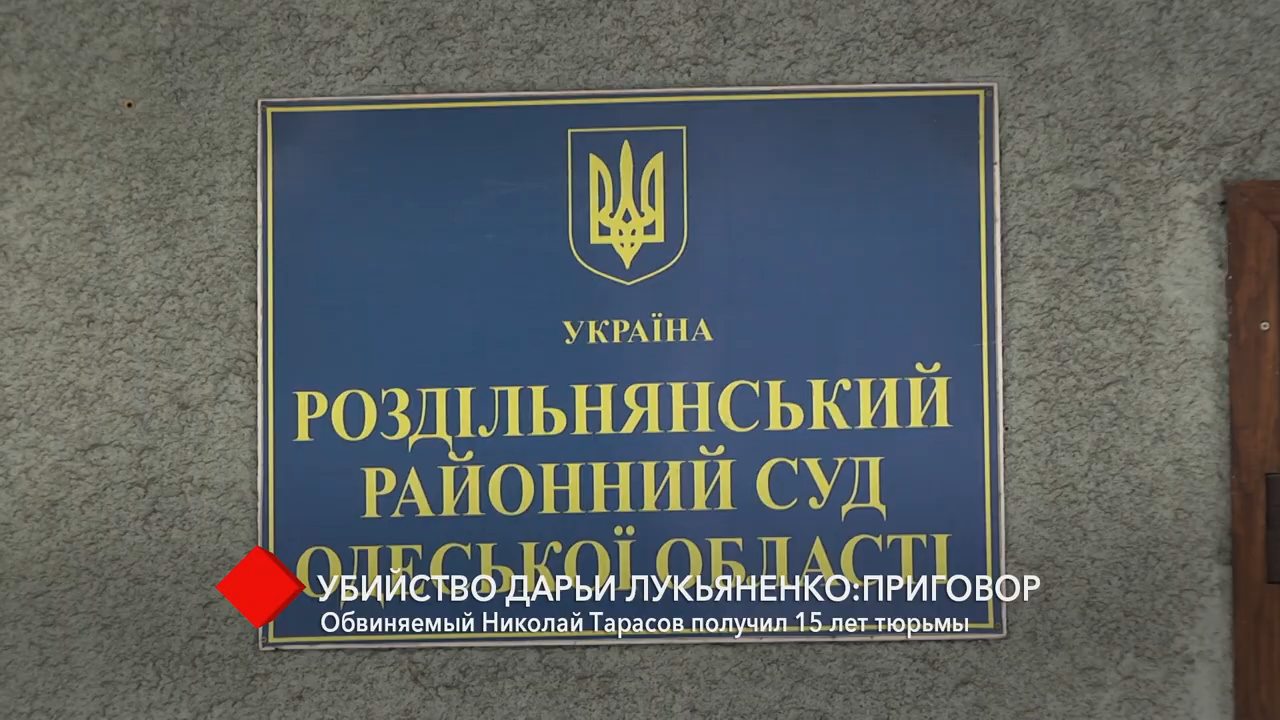 УКРАЇНА
РОЗДІЛЬНЯНСЬКИЙ
РАЙОННИЙ СУД
ОДЕСЬКОЇ ОБЛАСТІ
УБИЙСТВО ДАРЬИ ЛУКЬЯНЕНКО:ПРИГОВОР
Обвиняемый Николай Тарасов получил 15 лет тюрьмы